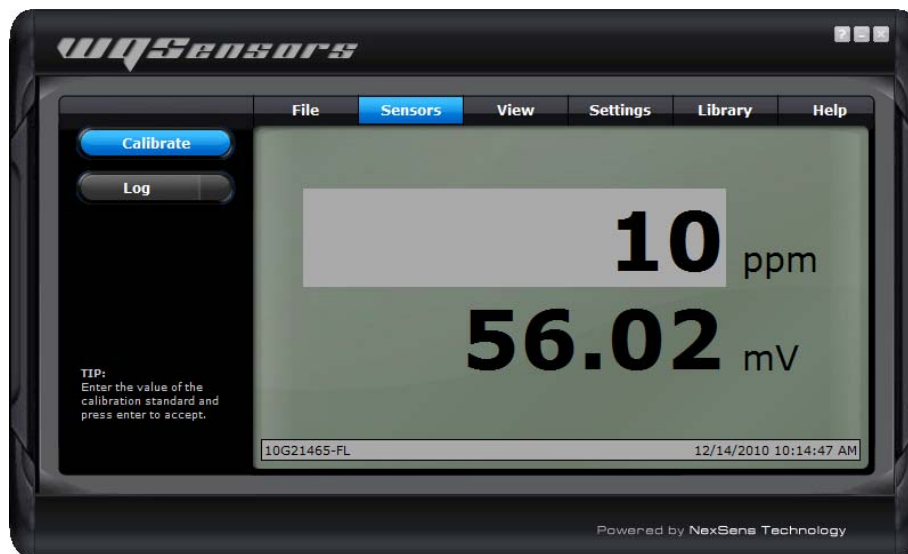 WQSensors
? – ×
File Sensors View Settings Library Help
Calibrate
Log
10 ppm
56.02 mV
TIP:
Enter the value of the
calibration standard and
press enter to accept.
10G21465-FL 12/14/2010 10:14:47 AM
Powered by NexSens Technology